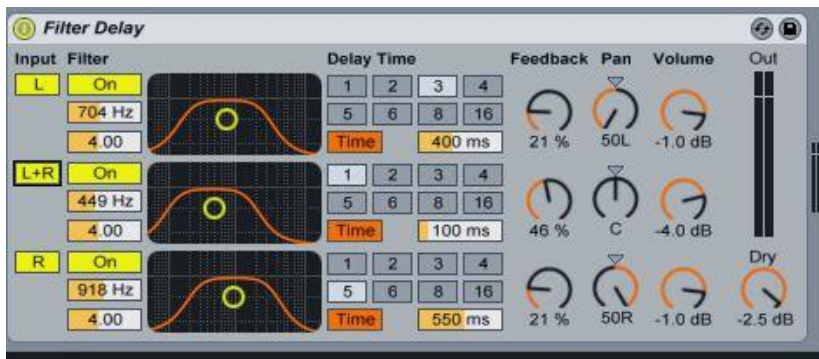 Filter Delay
Input Filter Delay Time Feedback Pan Volume Out
L On 1 2 3 4
704 Hz 5 6 8 16
4.00 Time 400 ms 21 % 50L -1.0 dB
L+R On 1 2 3 4
449 Hz 5 6 8 16
4.00 Time 100 ms 46 % C -4.0 dB
R On 1 2 3 4 Dry
918 Hz 5 6 8 16
4.00 Time 550 ms 21 % 50R -1.0 dB -2.5 dB